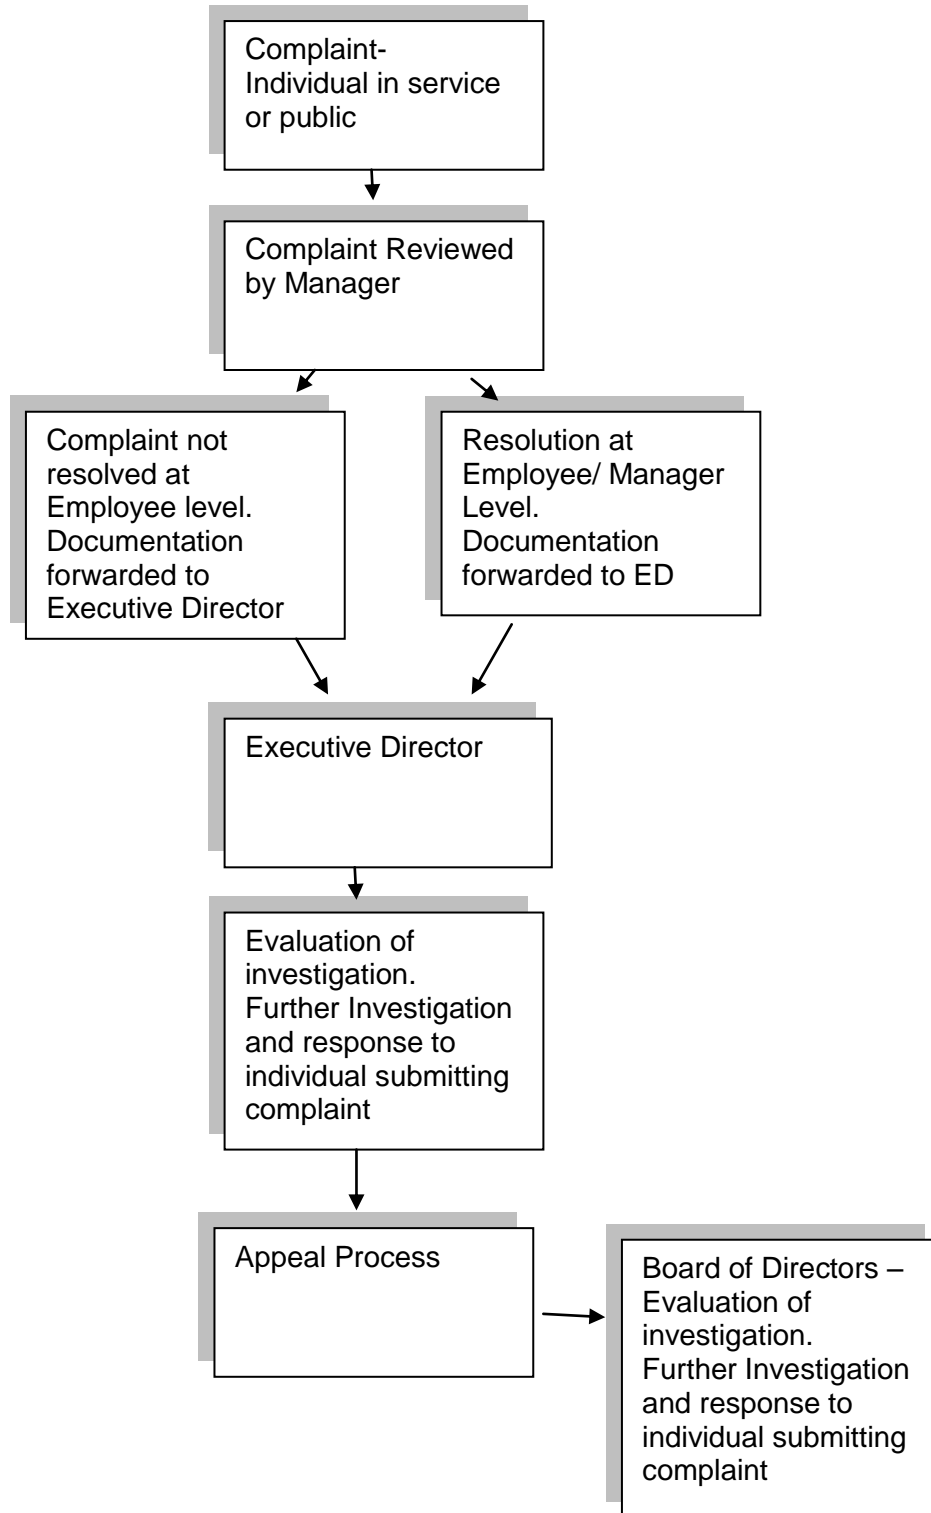 Complaint-
Individual in service
or public
Complaint Reviewed
by Manager
Complaint not
resolved at
Employee level.
Documentation
forwarded to
Executive Director
Resolution at
Employee/ Manager
Level.
Documentation
forwarded to ED
Executive Director
Evaluation of
investigation.
Further Investigation
and response to
individual submitting
complaint
Appeal Process
Board of Directors –
Evaluation of
investigation.
Further Investigation
and response to
individual submitting
complaint